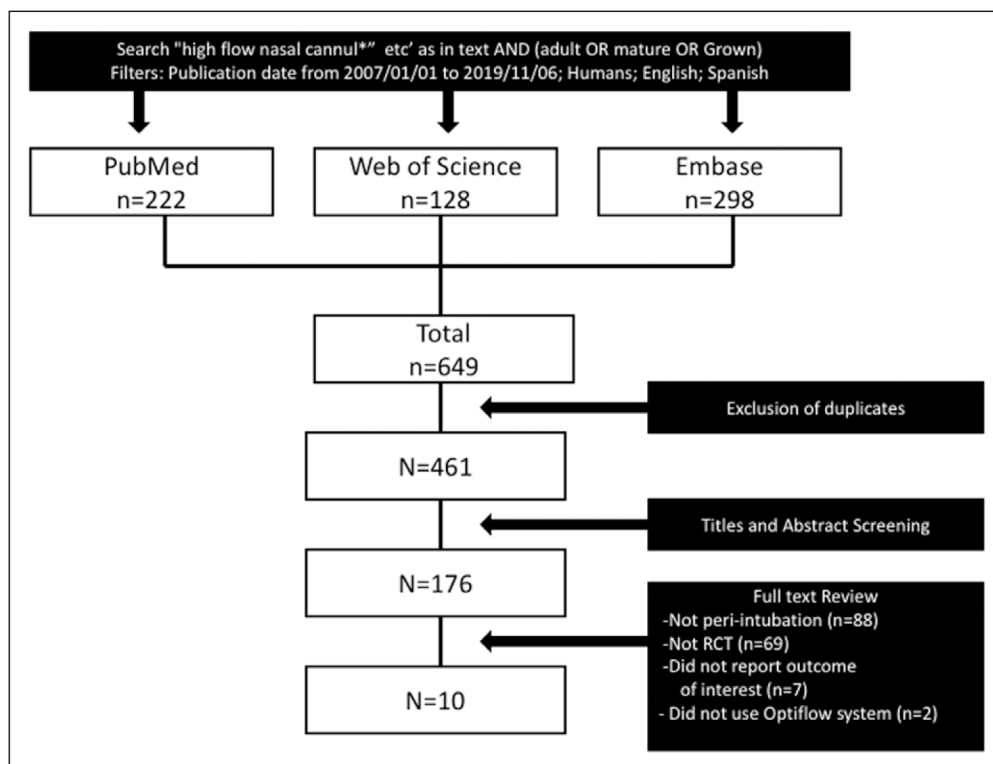 Search "high flow nasal cannul*” etc’ as in text AND (adult OR mature OR Grown)
Filters: Publication date from 2007/01/01 to 2019/11/06; Humans; English; Spanish
PubMed
n=222
Web of Science
n=128
Embase
n=298
Total
n=649
Exclusion of duplicates
N=461
Titles and Abstract Screening
N=176
Full text Review
-Not peri-intubation (n=88)
-Not RCT (n=69)
-Did not report outcome
of interest (n=7)
- Did not use Optiflow system (n=2)
N=10